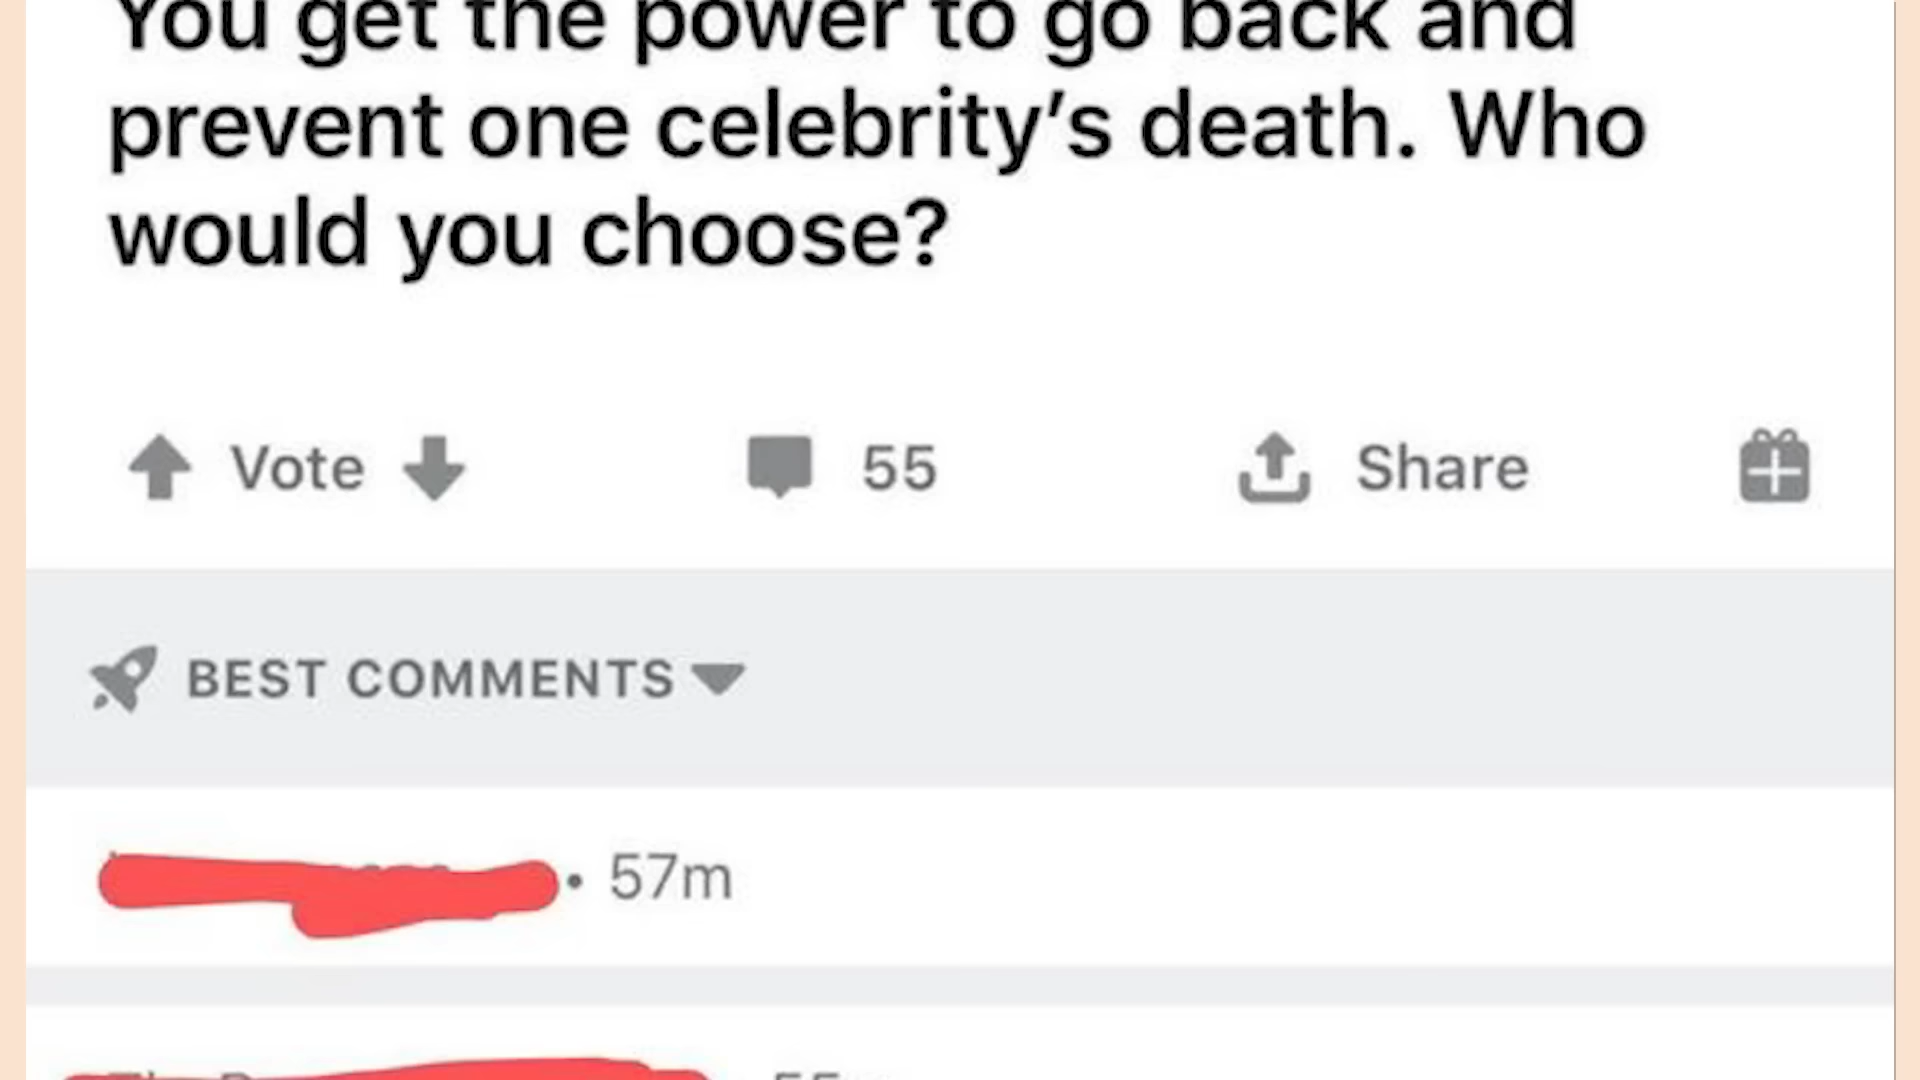 You get the power to go back and
prevent one celebrity's death. Who
would you choose?
Vote 55 Share
BEST COMMENTS
• 57m